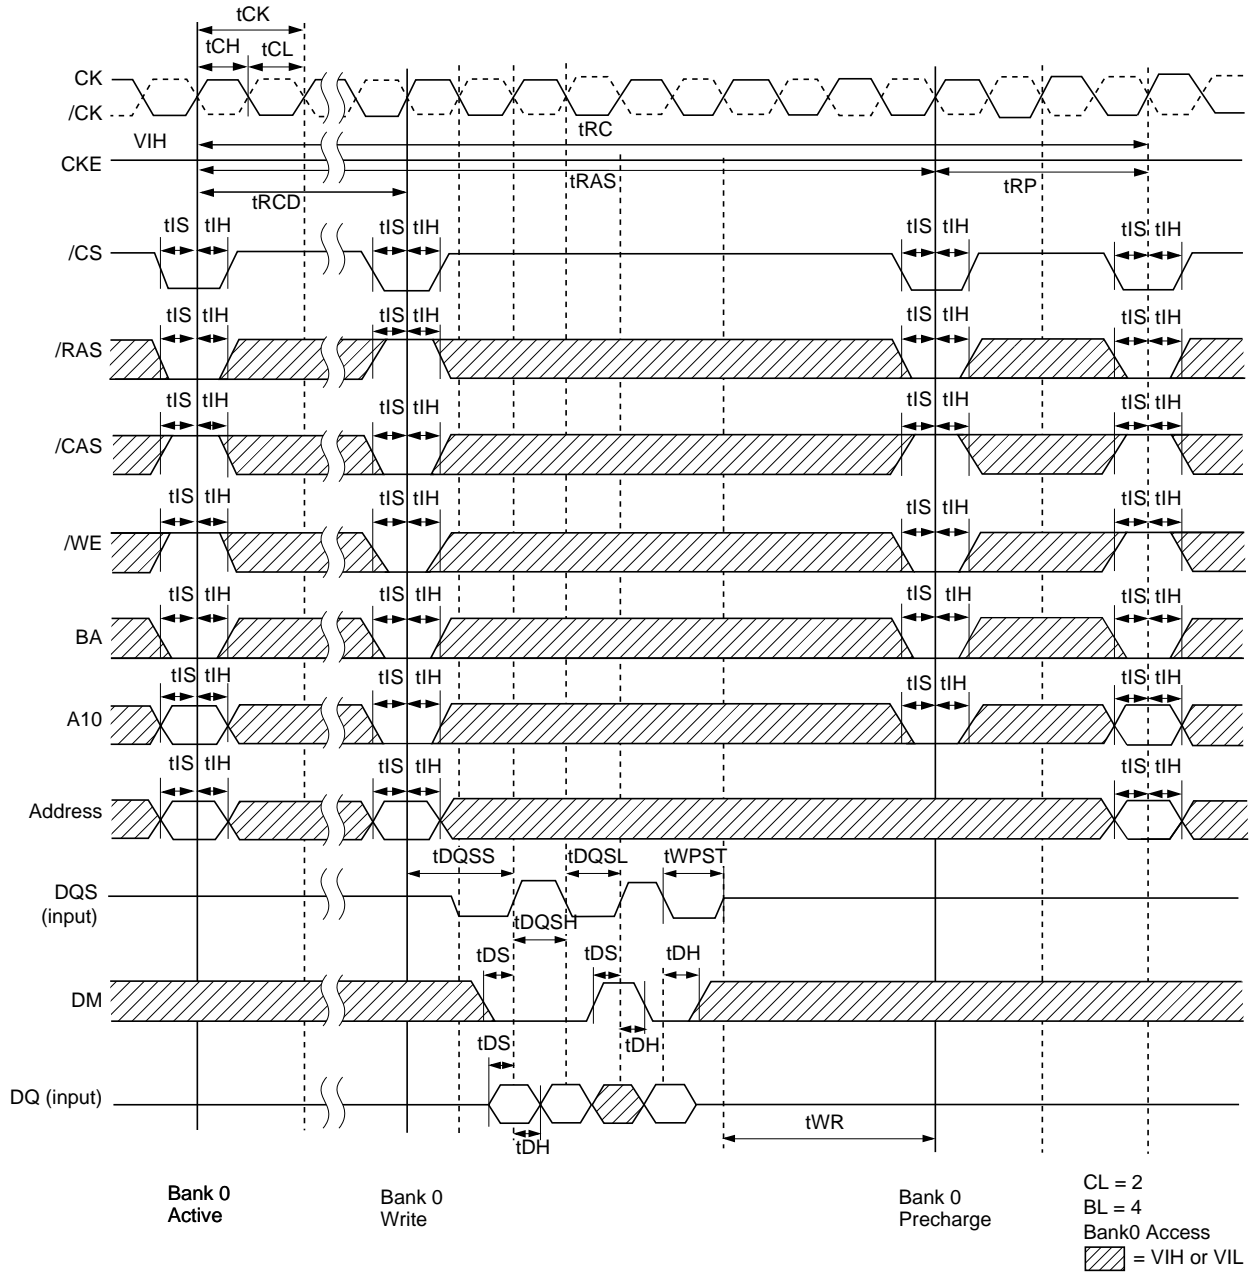 tCK
tCH tCL
CK
/CK
tRC
VIH
CKE
tRAS tRP
tRCD
tIS tIH tIS tIH tIS tIH tIS tIH
/CS
tIS tIH tIS tIH tIS tIH tIS tIH
/RAS
tIS tIH tIS tIH tIS tIH tIS tIH
/CAS
tIS tIH tIS tIH tIS tIH tIS tIH
/WE
tIS tIH tIS tIH tIS tIH tIS tIH
BA
tIS tIH tIS tIH tIS tIH tIS tIH
A10
tIS tIH tIS tIH tIS tIH
Address
tDQSS tDQSL tWPST
DQS
(input)
tDQSH
tDS tDS tDH
DM
tDS tDH
DQ (input)
tWR
tDH
Bank 0
Active
Bank 0
Write
Bank 0
Precharge
CL = 2
BL = 4
Bank0 Access
= VIH or VIL